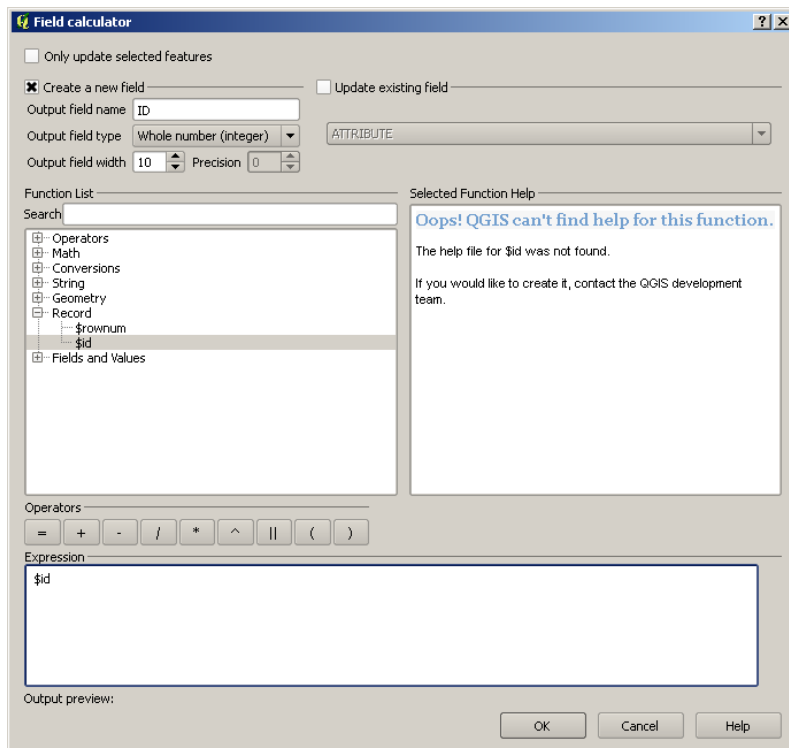 Field calculator
Only update selected features
Create a new field
Update existing field
Output field name ID
Output field type Whole number (integer)
ATTRIBUTE
Output field width 10 Precision 0
Function List
Selected Function Help
Search
Oops! QGIS can't find help for this function.
Operators
Math
Conversions
String
Geometry
Record
$rownum
$id
Fields and Values
The help file for $id was not found.
If you would like to create it, contact the QGIS development
team.
Operators
= + - / * ^ || ( )
Expression
$id
Output preview:
OK Cancel Help